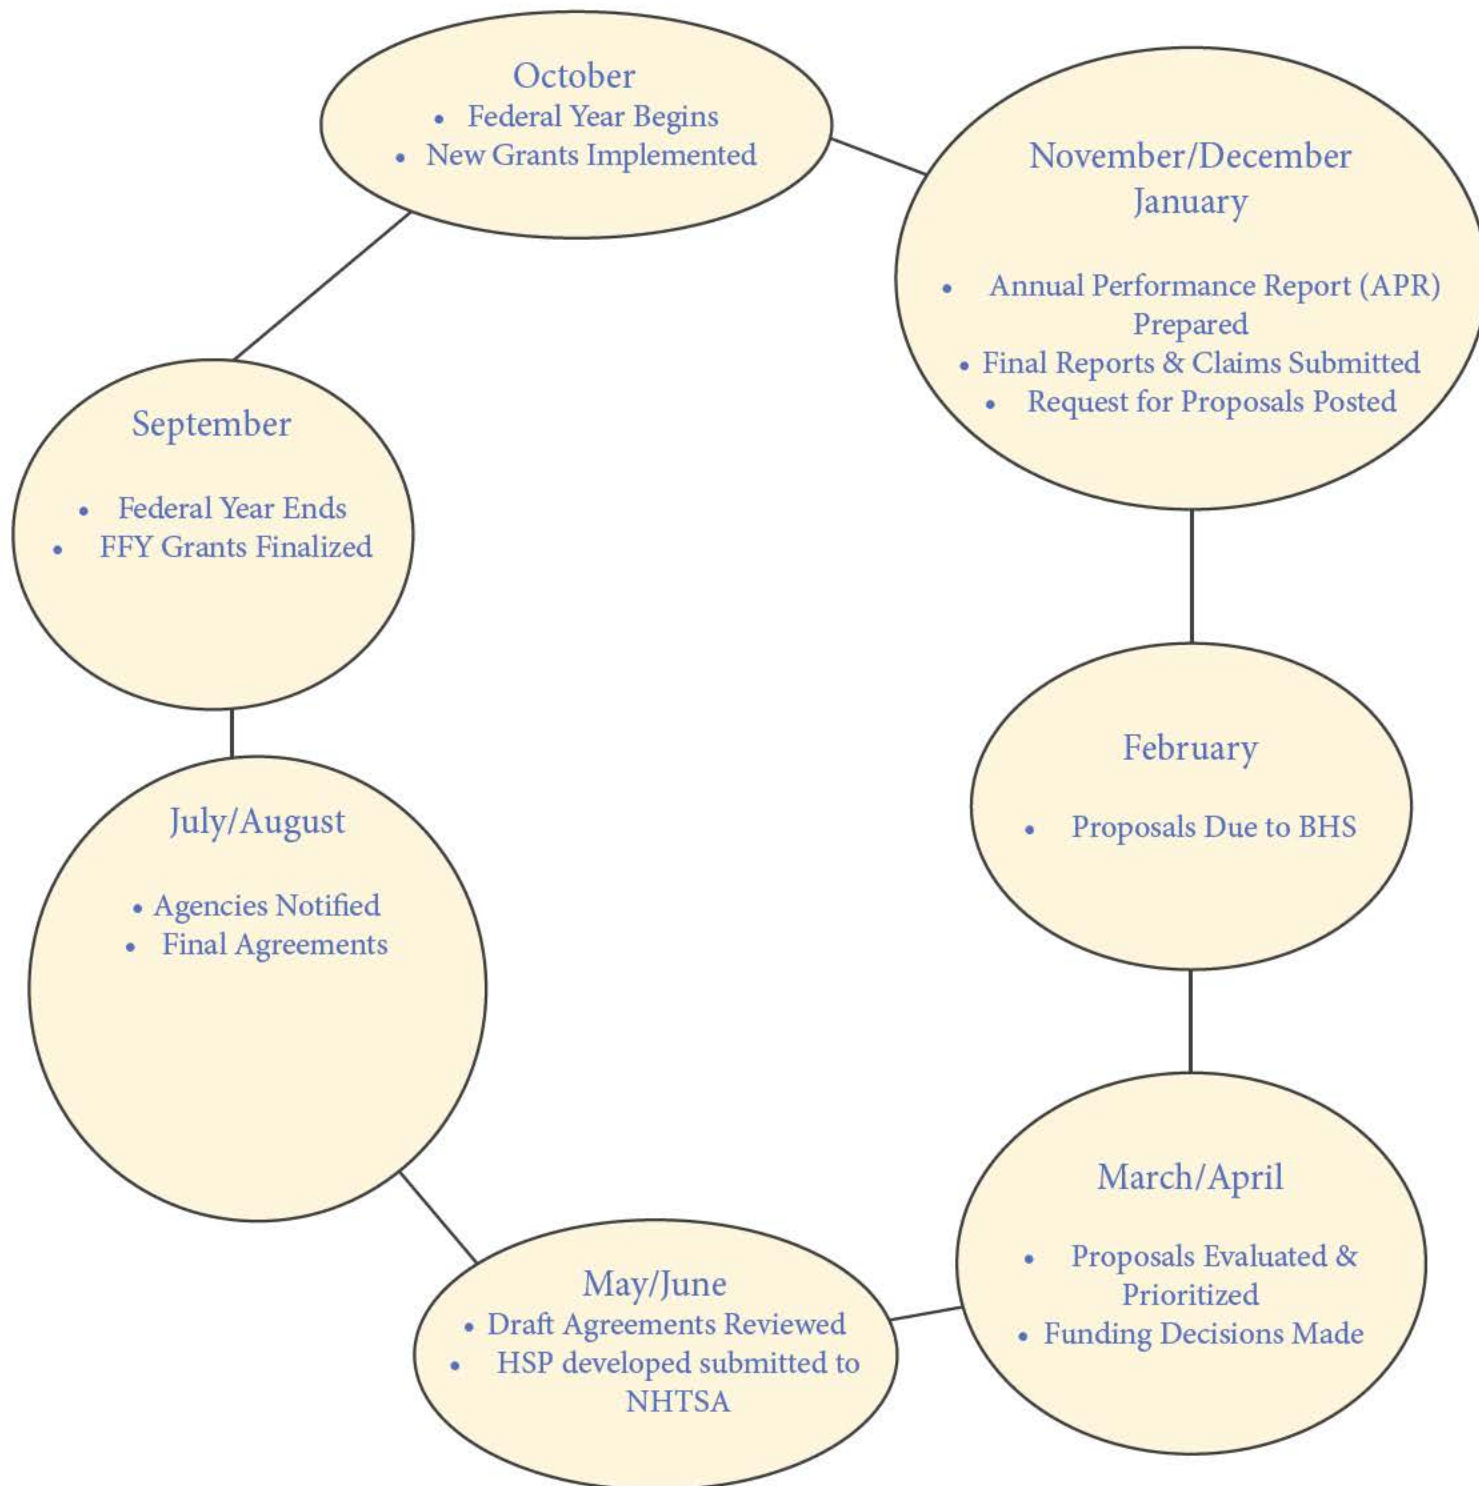 October
• Federal Year Begins
• New Grants Implemented
November/December
January
• Annual Performance Report (APR)
Prepared
• Final Reports & Claims Submitted
• Request for Proposals Posted
February
• Proposals Due to BHS
March/April
• Proposals Evaluated &
Prioritized
• Funding Decisions Made
May/June
• Draft Agreements Reviewed
• HSP developed submitted to
NHTSA
July/August
• Agencies Notified
• Final Agreements
September
• Federal Year Ends
• FFY Grants Finalized